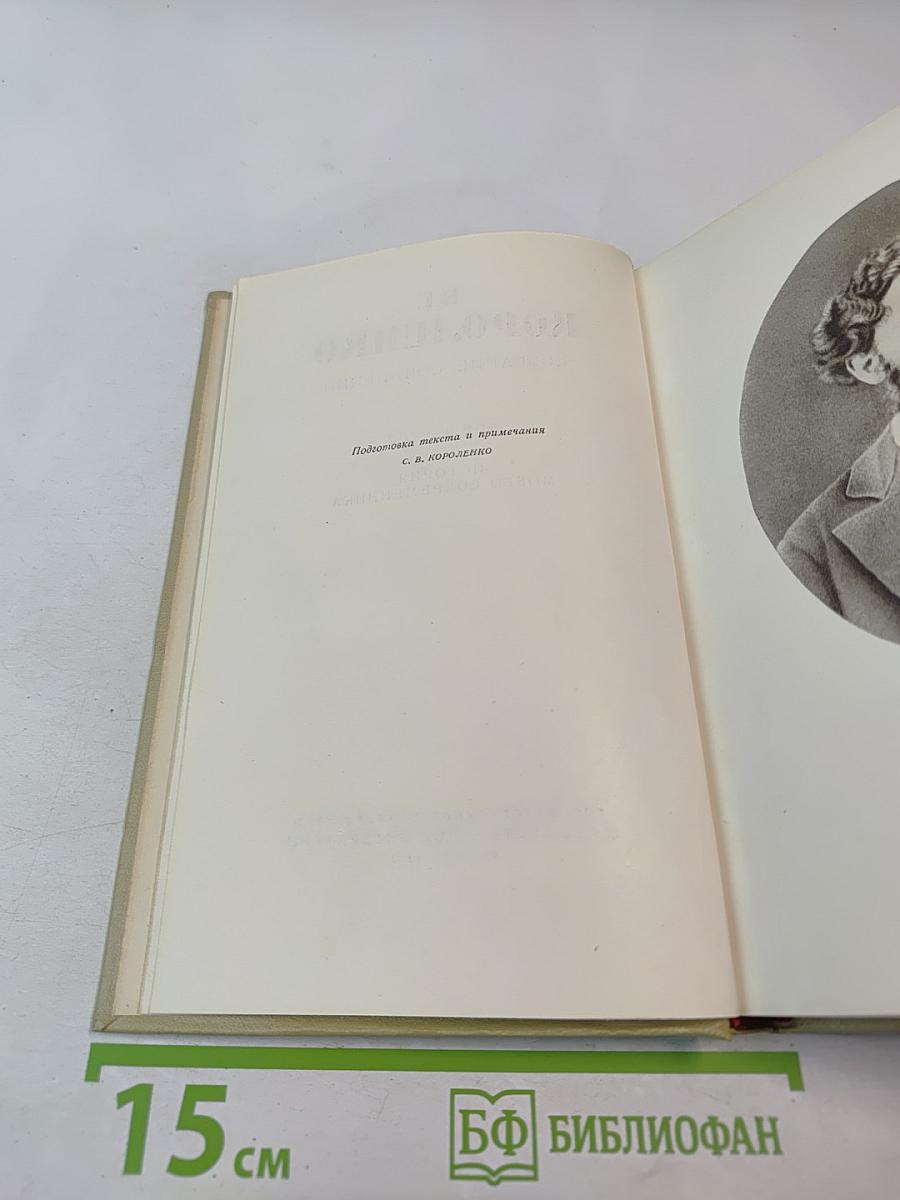 Подготовка текста и примечания
С. В. КОРОЛЕНКО
15 см
БФ БИБЛИОФАН